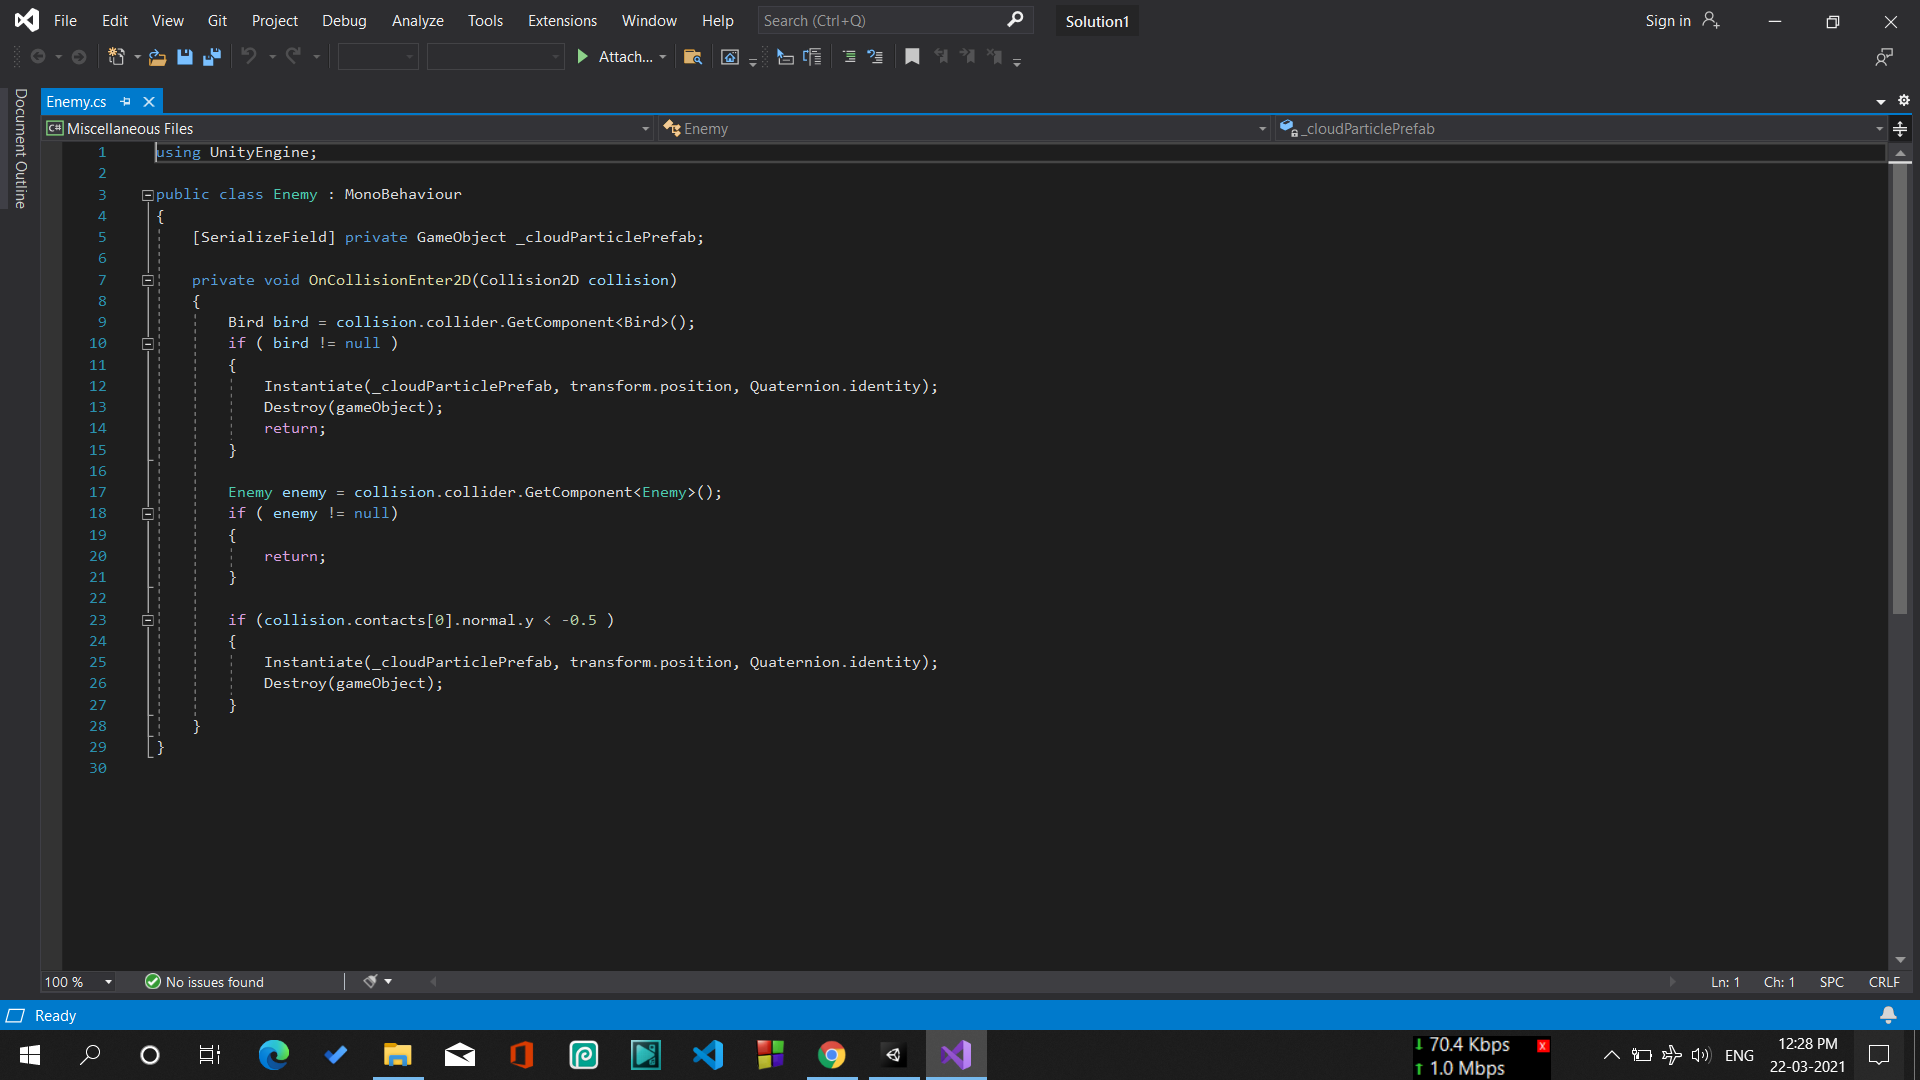 File Edit View Git Project Debug Analyze Tools Extensions Window Help Search (Ctrl+Q) Solution1 Sign in
Attach...
Document Outline
Enemy.cs
C# Miscellaneous Files Enemy _cloudParticlePrefab
1 using UnityEngine;
2
3 public class Enemy : MonoBehaviour
4 {
5 [SerializeField] private GameObject _cloudParticlePrefab;
6
7 private void OnCollisionEnter2D(Collision2D collision)
8 {
9 Bird bird = collision.collider.GetComponent<Bird>();
10 if ( bird != null )
11 {
12 Instantiate(_cloudParticlePrefab, transform.position, Quaternion.identity);
13 Destroy(gameObject);
14 return;
15 }
16
17 Enemy enemy = collision.collider.GetComponent<Enemy>();
18 if ( enemy != null)
19 {
20 return;
21 }
22
23 if (collision.contacts[0].normal.y < -0.5 )
24 {
25 Instantiate(_cloudParticlePrefab, transform.position, Quaternion.identity);
26 Destroy(gameObject);
27 }
28 }
29 }
30
100 % No issues found Ln: 1 Ch: 1 SPC CRLF
Ready
↓ 70.4 Kbps x
↑ 1.0 Mbps
ENG
12:28 PM
22-03-2021